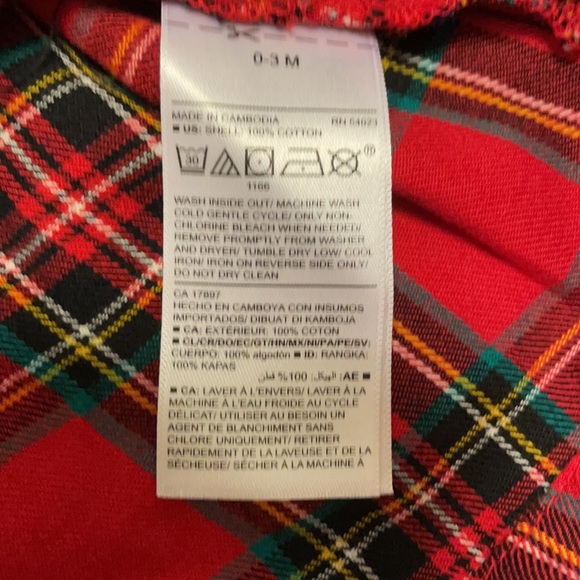 0-3 M
MADE IN CAMBODIA RN 54023
■ US: SHELL: 100% COTTON
30
®
1166
WASH INSIDE OUT/ MACHINE WASH
COLD GENTLE CYCLE/ ONLY NON-
CHLORINE BLEACH WHEN NEEDED/
REMOVE PROMPTLY FROM WASHER
AND DRYER/ TUMBLE DRY LOW/ COOL
IRON/ IRON ON REVERSE SIDE ONLY/
DO NOT DRY CLEAN
CA 17897
HECHO EN CAMBOYA CON INSUMOS
IMPORTADOS/ DIBUAT DI KAMBOJA
■ CA: EXTÉRIEUR: 100% COTON
■ CL/CR/DO/EC/GT/HN/MX/NI/PA/PE/SV:
CUERPO: 100% algodón ■ ID: RANGKA:
100% KAPAS
■ AE: الهيكل: 100% قطن
■ CA: LAVER À L'ENVERS/ LAVER À LA
MACHINE À L'EAU FROIDE AU CYCLE
DÉLICAT/ UTILISER AU BESOIN UN
AGENT DE BLANCHIMENT SANS
CHLORE UNIQUEMENT/ RETIRER
RAPIDEMENT DE LA LAVEUSE ET DE LA
SÉCHEUSE/ SÉCHER À LA MACHINE À